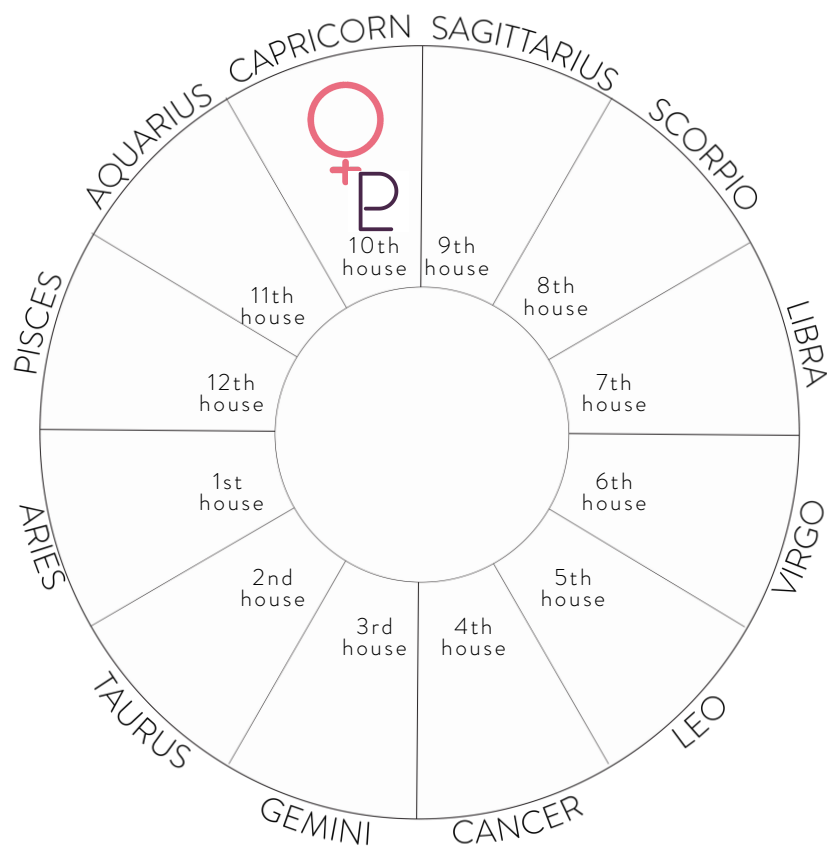 CAPRICORN
SAGITTARIUS
AQUARIUS
SCORPIO
PISCES
LIBRA
ARIES
VIRGO
TAURUS
LEO
GEMINI
CANCER
10th
house
9th
house
11th
house
8th
house
12th
house
7th
house
1st
house
6th
house
2nd
house
5th
house
3rd
house
4th
house